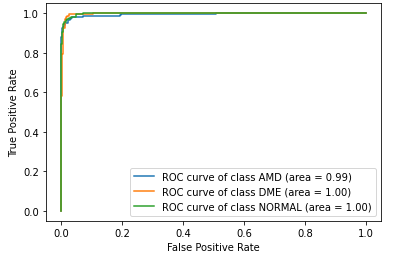 1.0
0.8
0.6
0.4
0.2
0.0
True Positive Rate
ROC curve of class AMD (area = 0.99)
ROC curve of class DME (area = 1.00)
ROC curve of class NORMAL (area = 1.00)
0.0 0.2 0.4 0.6 0.8 1.0
False Positive Rate